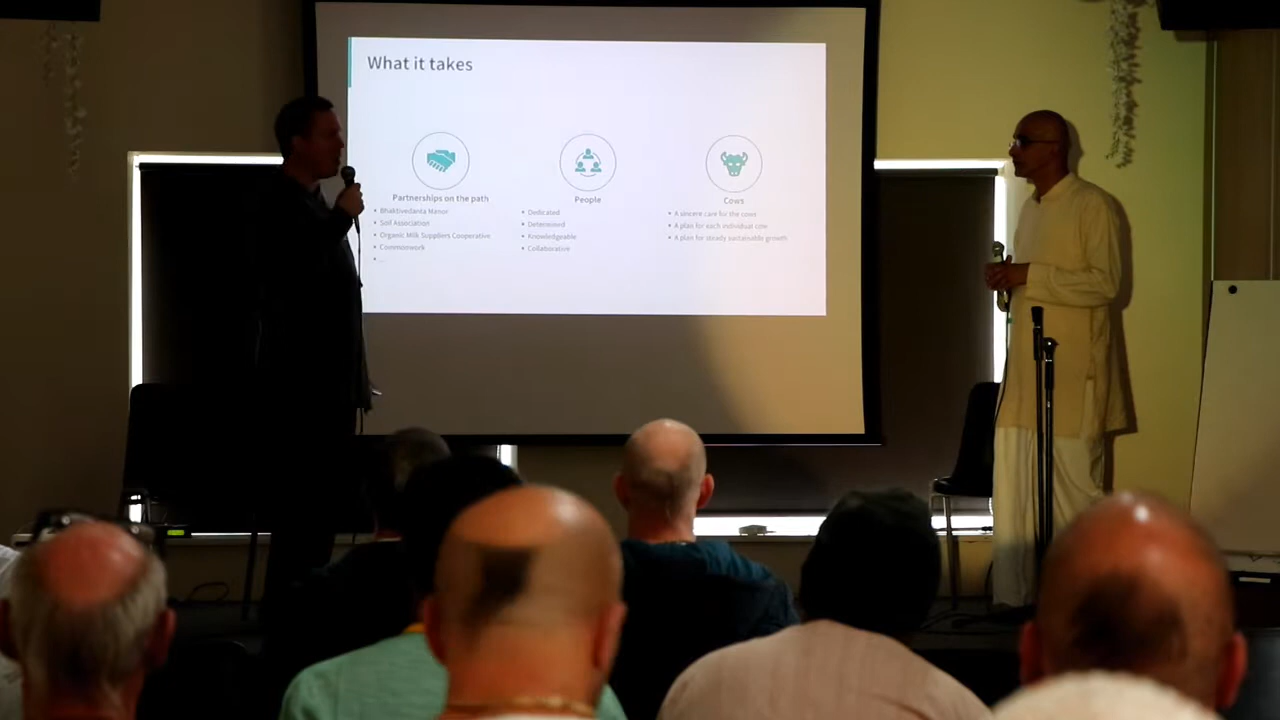 What it takes
Partnerships on the path
Bhaktivedanta Manor
Soil Association
Organic Milk Suppliers Cooperative
Commonwork
...
People
Dedicated
Determined
Knowledgeable
Collaborative
Cows
A sincere care for the cows
A plan for each individual cow
A plan for steady sustainable growth